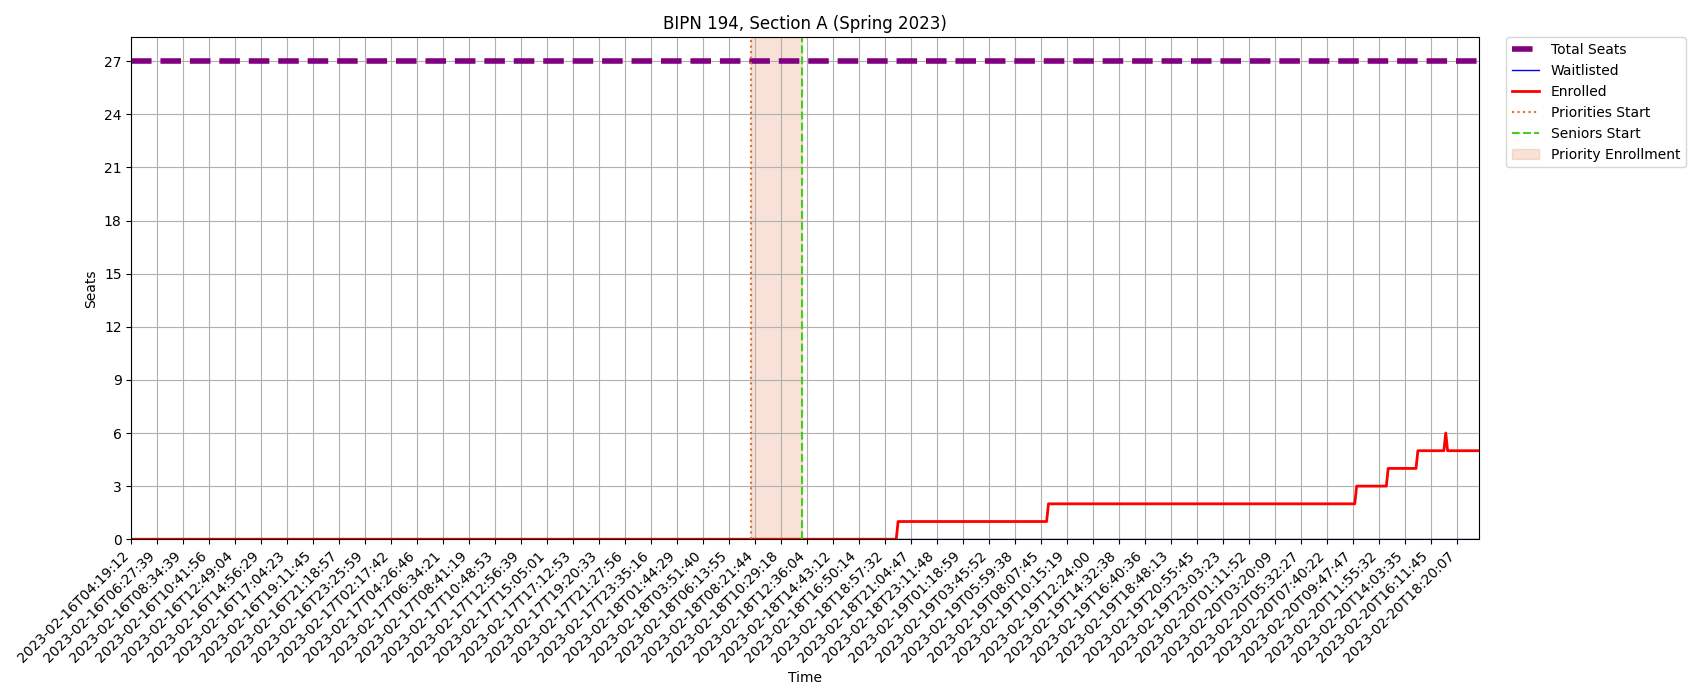 BIPN 194, Section A (Spring 2023)
Total Seats
Waitlisted
Enrolled
Priorities Start
Seniors Start
Priority Enrollment
Seats
27
24
21
18
15
12
9
6
3
0
2023-02-16T04:19:12
2023-02-16T06:27:39
2023-02-16T08:34:39
2023-02-16T10:41:56
2023-02-16T12:49:04
2023-02-16T14:56:29
2023-02-16T17:04:23
2023-02-16T19:11:45
2023-02-16T21:18:57
2023-02-16T23:25:59
2023-02-17T02:17:42
2023-02-17T04:26:46
2023-02-17T06:34:21
2023-02-17T08:41:19
2023-02-17T10:48:53
2023-02-17T12:56:39
2023-02-17T15:05:01
2023-02-17T17:12:53
2023-02-17T19:20:33
2023-02-17T21:27:56
2023-02-17T23:35:16
2023-02-18T01:44:29
2023-02-18T03:51:40
2023-02-18T06:13:55
2023-02-18T08:21:44
2023-02-18T10:29:18
2023-02-18T12:36:04
2023-02-18T14:43:12
2023-02-18T16:50:14
2023-02-18T18:57:32
2023-02-18T21:04:47
2023-02-18T23:11:48
2023-02-19T01:18:59
2023-02-19T03:45:52
2023-02-19T05:59:38
2023-02-19T08:07:45
2023-02-19T10:15:19
2023-02-19T12:24:00
2023-02-19T14:32:38
2023-02-19T16:40:36
2023-02-19T18:48:13
2023-02-19T20:55:45
2023-02-19T23:03:23
2023-02-20T01:11:52
2023-02-20T03:20:09
2023-02-20T05:32:27
2023-02-20T07:40:22
2023-02-20T09:47:47
2023-02-20T11:55:32
2023-02-20T14:03:35
2023-02-20T16:11:45
2023-02-20T18:20:07
Time